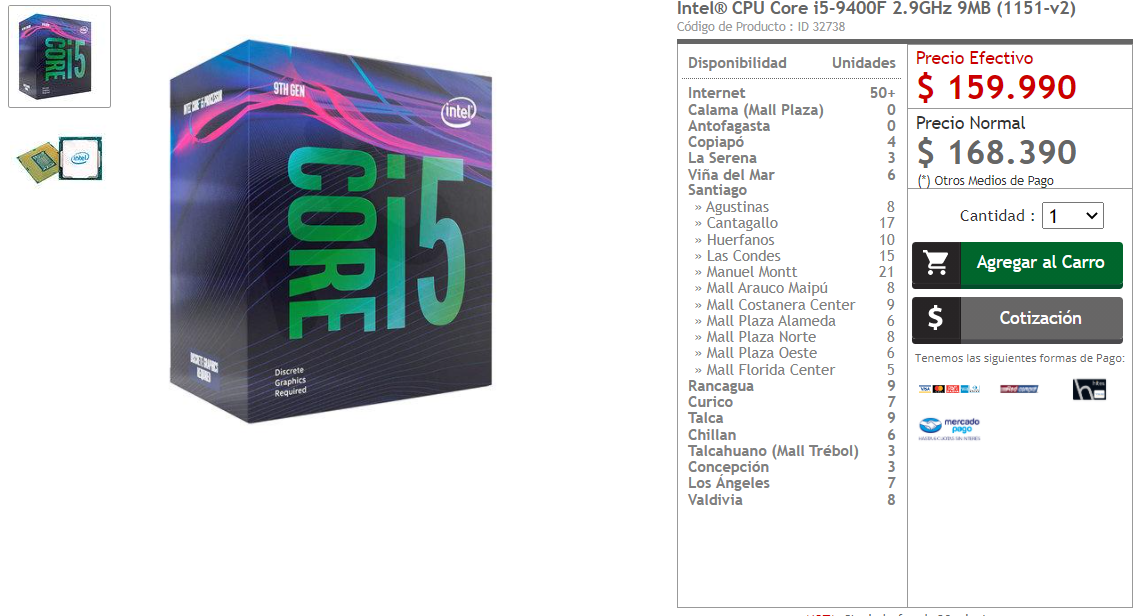 Intel® CPU Core i5-9400F 2.9GHz 9MB (1151-v2)
Código de Producto : ID 32738
9TH GEN
intel
CORE i5
Discrete
Graphics
Required
Disponibilidad Unidades
Internet 50+
Calama (Mall Plaza) 0
Antofagasta 0
Copiapó 4
La Serena 3
Viña del Mar 6
Santiago
» Agustinas 8
» Cantagallo 17
» Huerfanos 10
» Las Condes 15
» Manuel Montt 21
» Mall Arauco Maipú 8
» Mall Costanera Center 9
» Mall Plaza Alameda 6
» Mall Plaza Norte 8
» Mall Plaza Oeste 6
» Mall Florida Center 5
Rancagua 9
Curico 7
Talca 9
Chillan 6
Talcahuano (Mall Trébol) 3
Concepción 3
Los Ángeles 7
Valdivia 8
Precio Efectivo
$ 159.990
Precio Normal
$ 168.390
(*) Otros Medios de Pago
Cantidad : 1
Agregar al Carro
$ Cotización
Tenemos las siguientes formas de Pago:
VISA
mercado
pago